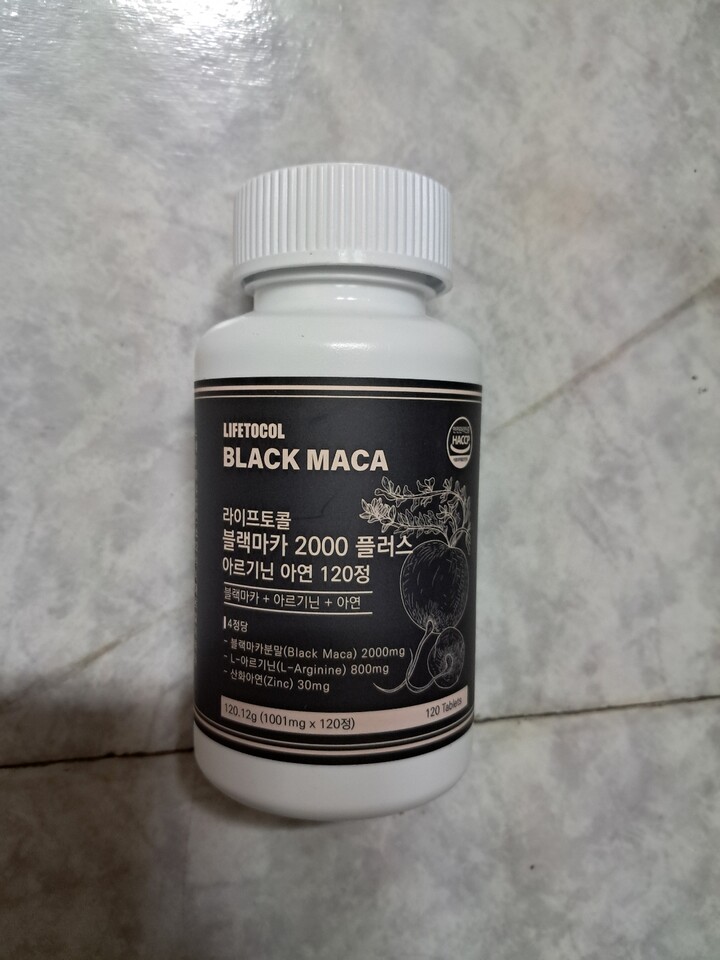 LIFETOCOL
BLACK MACA
HACCP
라이프토콜
블랙마카 2000 플러스
아르기닌 아연 120정
블랙마카 + 아르기닌 + 아연
4정당
- 블랙마카분말(Black Maca) 2000mg
- L-아르기닌(L-Arginine) 800mg
- 산화아연(Zinc) 30mg
120.12g (1001mg x 120정)
120 Tablets